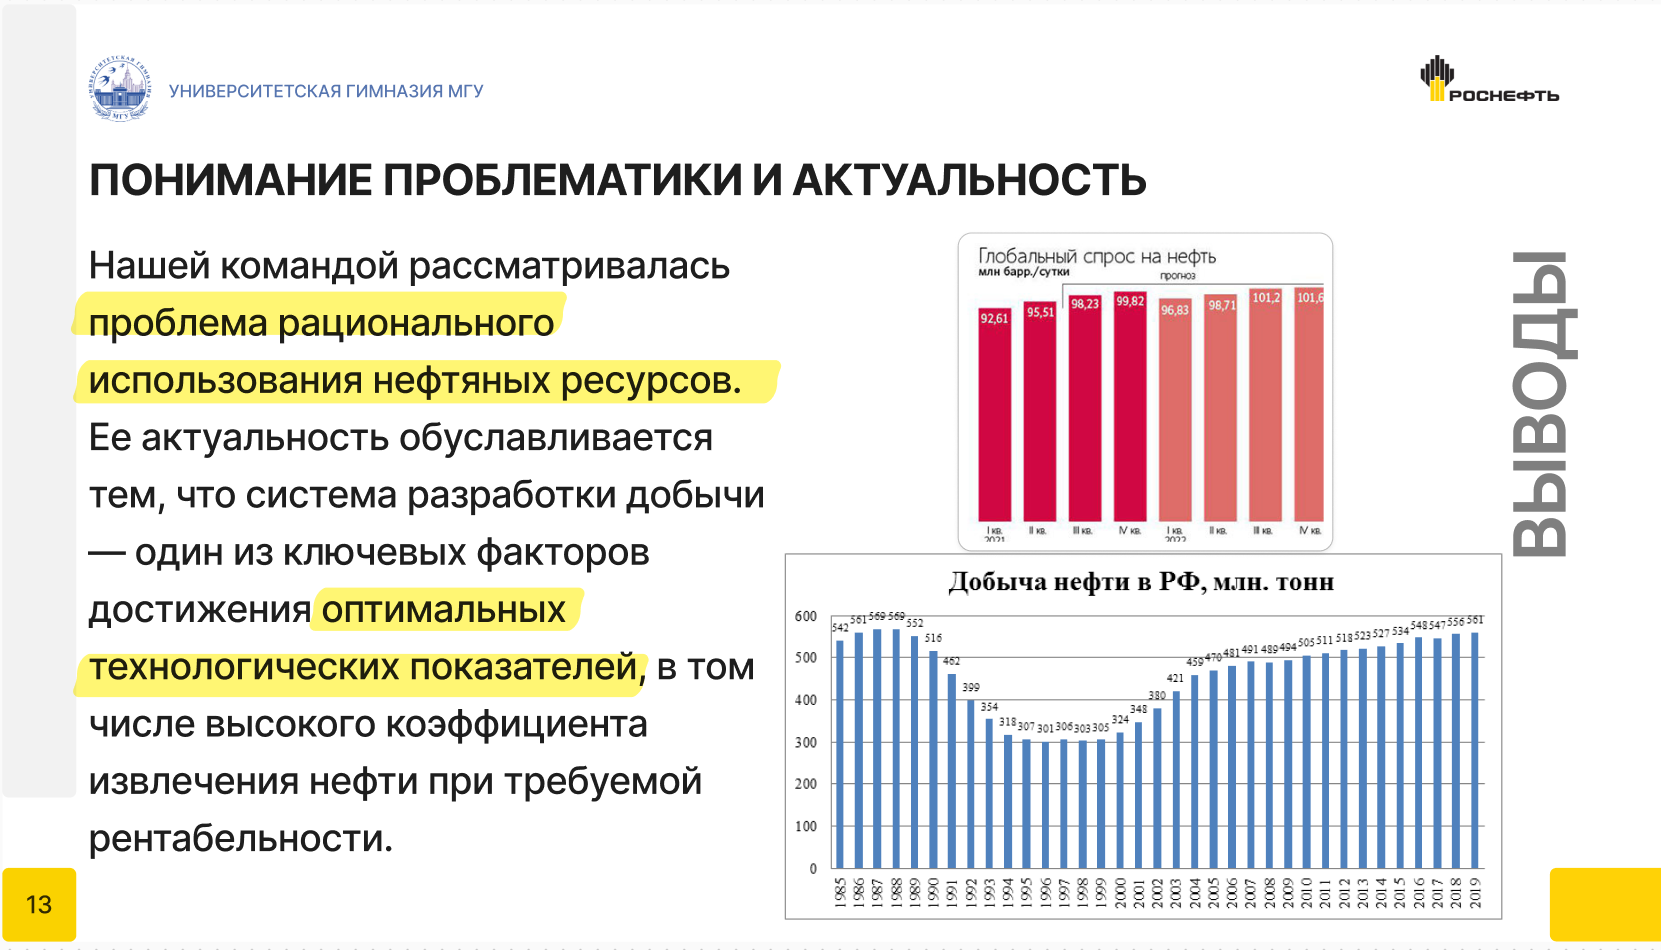 УНИВЕРСИТЕТСКАЯ ГИМНАЗИЯ МГУ
РОСНЕФТЬ
ПОНИМАНИЕ ПРОБЛЕМАТИКИ И АКТУАЛЬНОСТЬ
Нашей командой рассматривалась
проблема рационального
использования нефтяных ресурсов.
Ее актуальность обуславливается
тем, что система разработки добычи
— один из ключевых факторов
достижения оптимальных
технологических показателей, в том
числе высокого коэффициента
извлечения нефти при требуемой
рентабельности.
Глобальный спрос на нефть
млн барр./сутки
прогноз
92,61 95,51 98,23 99,82 96,83 98,71 101,2 101,6
I кв. II кв. III кв. IV кв. I кв. II кв. III кв. IV кв.
2021 2022
ВЫВОДЫ
Добыча нефти в РФ, млн. тонн
600
500
400
300
200
100
0
542 561 569 569 552 516 462 399 354 318 307 301 306 303 305 324 348 380 421 459 470 481 491 489 494 505 511 518 523 527 534 548 547 556 561
1985 1986 1987 1988 1989 1990 1991 1992 1993 1994 1995 1996 1997 1998 1999 2000 2001 2002 2003 2004 2005 2006 2007 2008 2009 2010 2011 2012 2013 2014 2015 2016 2017 2018 2019
13